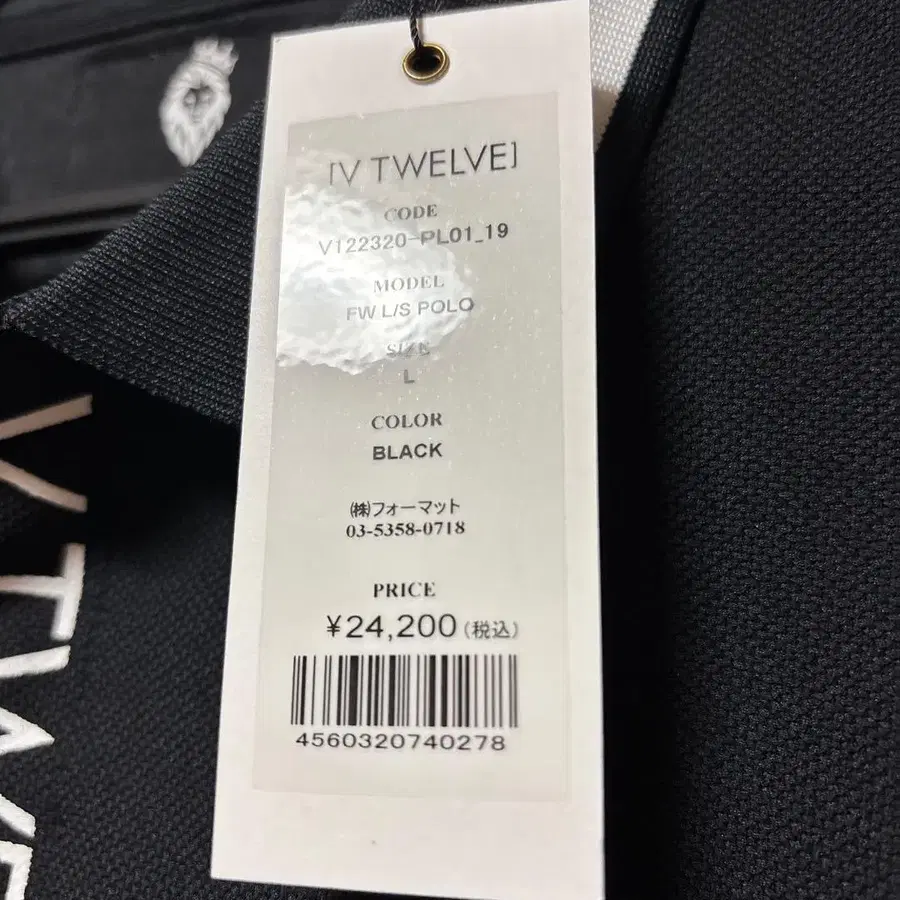 [V TWELVE]
CODE
V122320-PL01_19
MODEL
FW L/S POLO
SIZE
L
COLOR
BLACK
㈱フォーマット
03-5358-0718
PRICE
¥24,200(税込)
4560320740278
V TWE